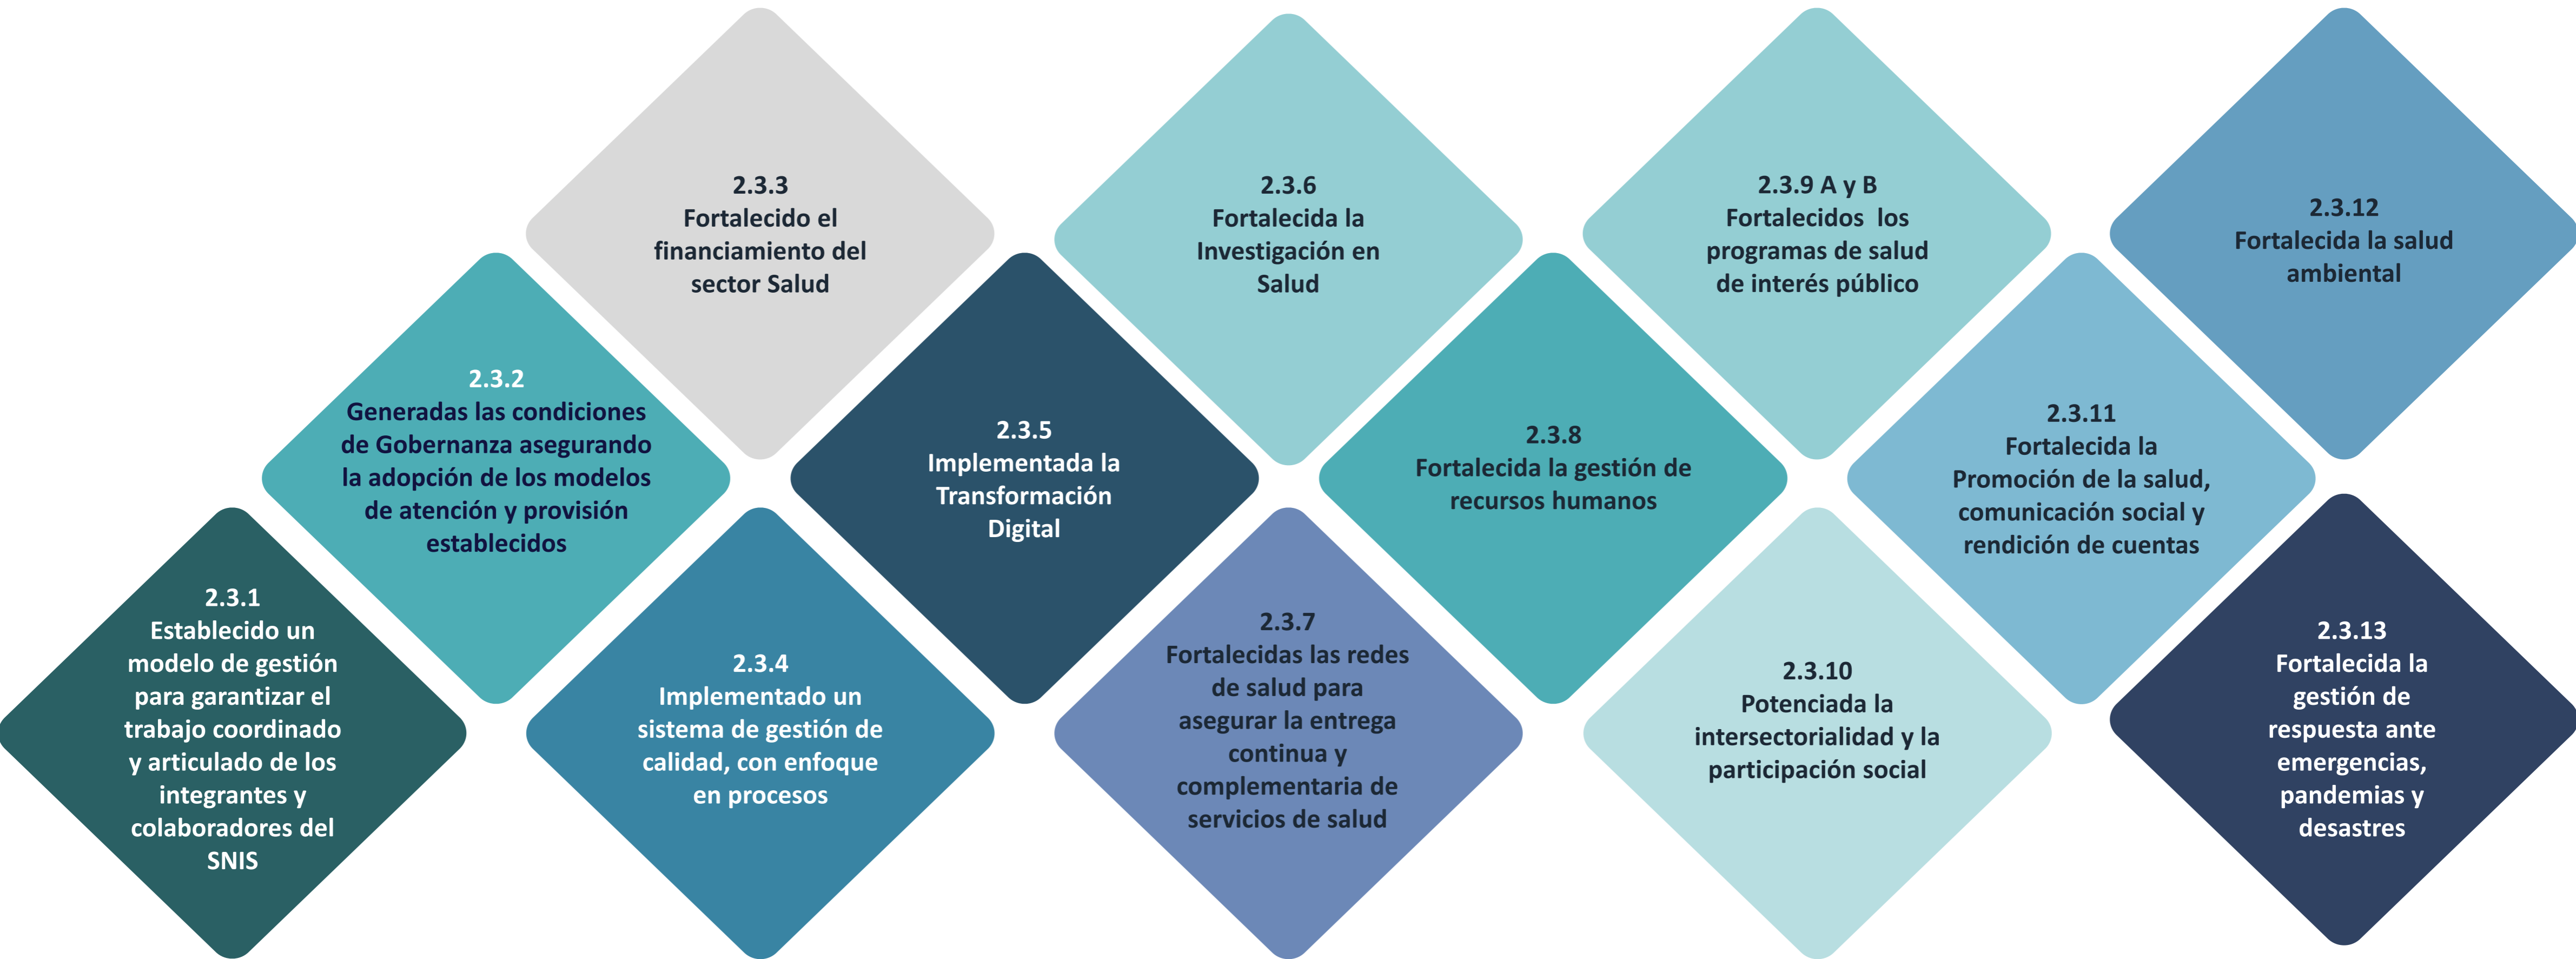 2.3.1
Establecido un
modelo de gestión
para garantizar el
trabajo coordinado
y articulado de los
integrantes y
colaboradores del
SNIS
2.3.2
Generadas las condiciones
de Gobernanza asegurando
la adopción de los modelos
de atención y provisión
establecidos
2.3.3
Fortalecido el
financiamiento del
sector Salud
2.3.4
Implementado un
sistema de gestión de
calidad, con enfoque
en procesos
2.3.5
Implementada la
Transformación
Digital
2.3.6
Fortalecida la
Investigación en
Salud
2.3.7
Fortalecidas las redes
de salud para
asegurar la entrega
continua y
complementaria de
servicios de salud
2.3.8
Fortalecida la gestión de
recursos humanos
2.3.9 A y B
Fortalecidos los
programas de salud
de interés público
2.3.10
Potenciada la
intersectorialidad y la
participación social
2.3.11
Fortalecida la
Promoción de la salud,
comunicación social y
rendición de cuentas
2.3.12
Fortalecida la salud
ambiental
2.3.13
Fortalecida la
gestión de
respuesta ante
emergencias,
pandemias y
desastres